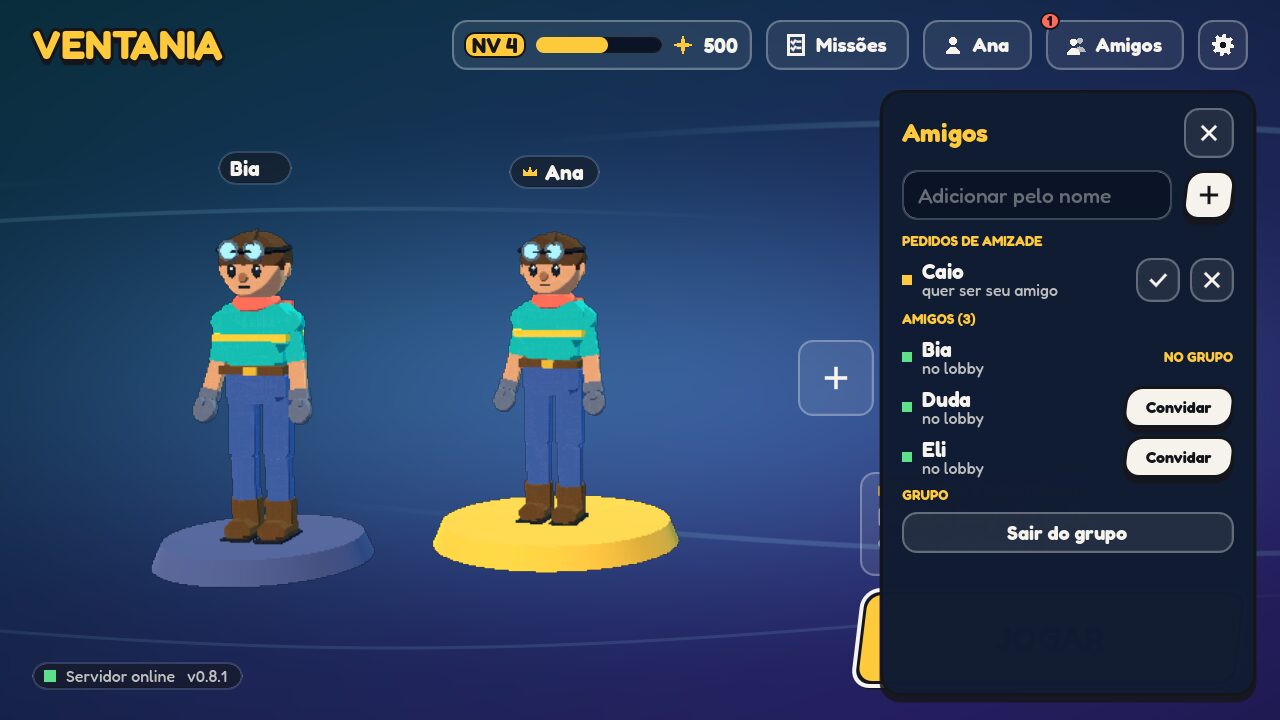 VENTANIA
NV 4
500
Missões
Ana
1
Amigos
Bia
Ana
Amigos
Adicionar pelo nome
PEDIDOS DE AMIZADE
Caio
quer ser seu amigo
AMIGOS (3)
Bia
no lobby
NO GRUPO
Duda
no lobby
Convidar
Eli
no lobby
Convidar
GRUPO
Sair do grupo
JOGAR
Servidor online v0.8.1